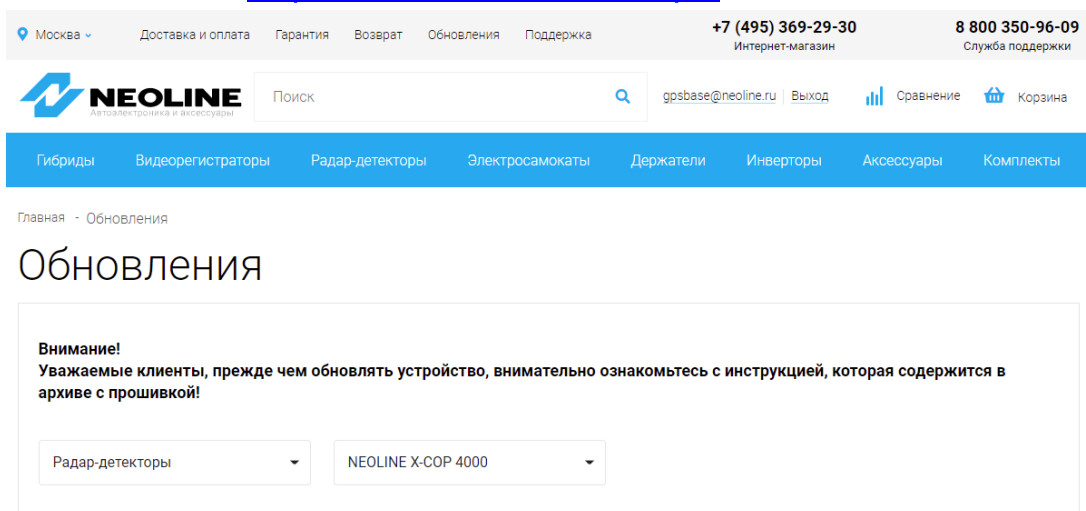 Москва
Доставка и оплата
Гарантия
Возврат
Обновления
Поддержка
+7 (495) 369-29-30
Интернет-магазин
8 800 350-96-09
Служба поддержки
NEOLINE
Автоэлектроника и аксессуары
Поиск
gpsbase@neoline.ru
Выход
Сравнение
Корзина
Гибриды
Видеорегистраторы
Радар-детекторы
Электросамокаты
Держатели
Инверторы
Аксессуары
Комплекты
Главная - Обновления
Обновления
Внимание!
Уважаемые клиенты, прежде чем обновлять устройство, внимательно ознакомьтесь с инструкцией, которая содержится в
архиве с прошивкой!
Радар-детекторы
NEOLINE X-COP 4000